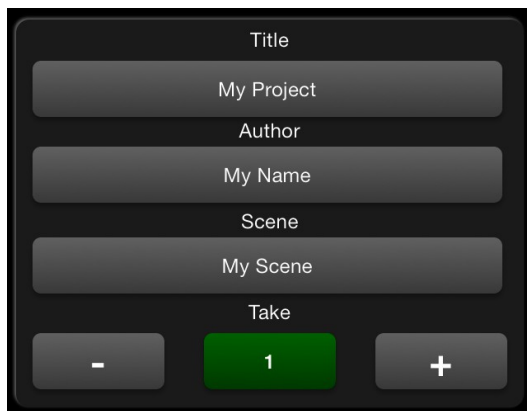 Title
My Project
Author
My Name
Scene
My Scene
Take
- 1 +